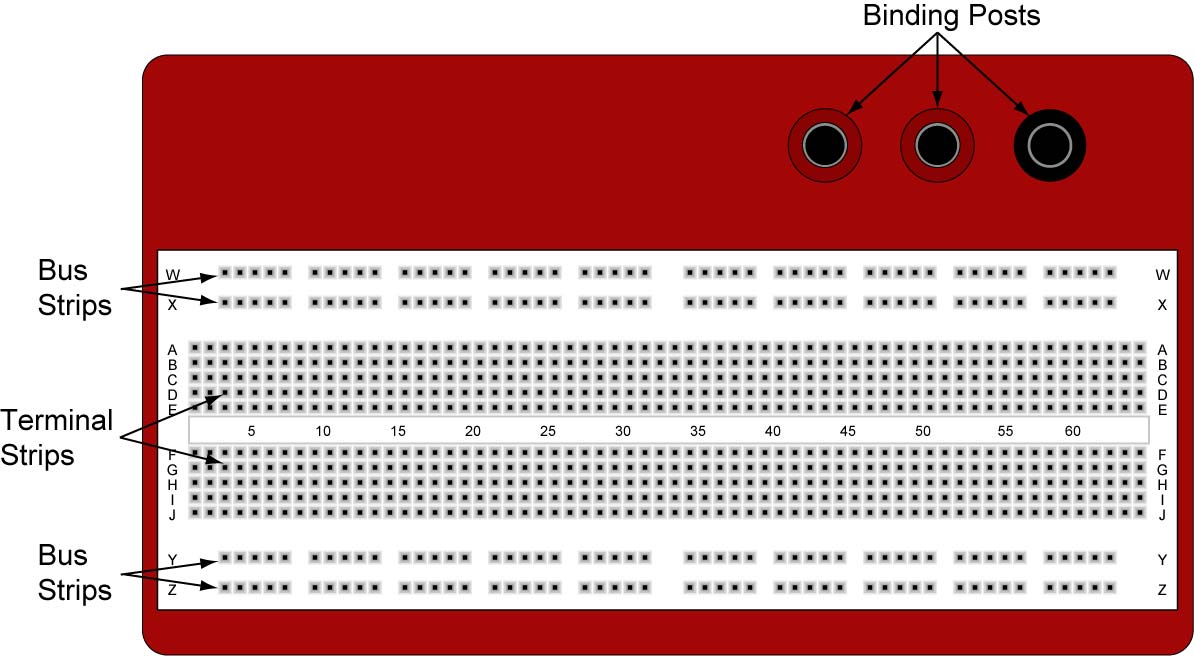 Binding Posts
Bus
Strips
W W
X X
A A
B B
C C
D D
E E
Terminal
Strips
5 10 15 20 25 30 35 40 45 50 55 60
F F
G G
H H
I I
J J
Bus
Strips
Y Y
Z Z